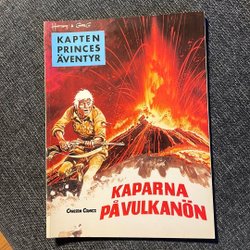 Hermann & Greg
KAPTEN
PRINCES
ÄVENTYR
KAPARNA
PÅ VULKANÖN
CARLSEN COMICS